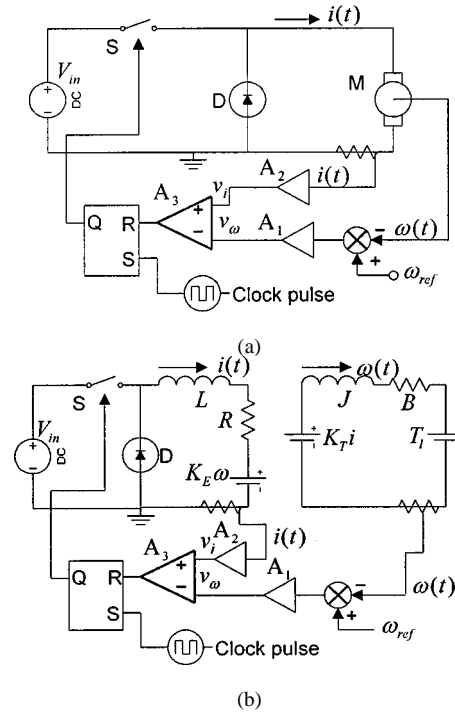 i(t)
S
V_in
DC
D
M
A_2
i(t)
A_3
v_i
+
v_ω
−
A_1
−
ω(t)
+
ω_ref
Q
R
S
Clock pulse
(a)
i(t)
ω(t)
S
L
J
B
V_in
DC
R
D
K_T i
T_l
K_E ω
A_2
i(t)
A_3
v_i
+
v_ω
−
A_1
−
ω(t)
+
ω_ref
Q
R
S
Clock pulse
(b)